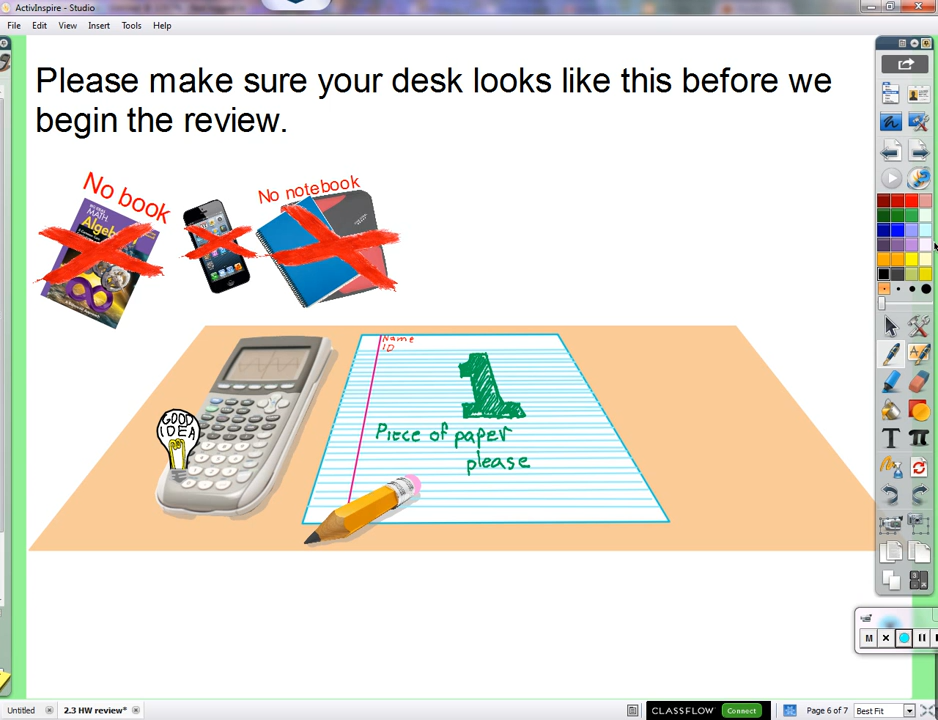 ActivInspire - Studio
File Edit View Insert Tools Help
Please make sure your desk looks like this before we
begin the review.
No book
No notebook
MATH
Algebra
Name
ID
1
Piece of paper
please
GOOD
IDEA
M
Untitled
2.3 HW review*
CLASSFLOW
Connect
Page 6 of 7
Best Fit